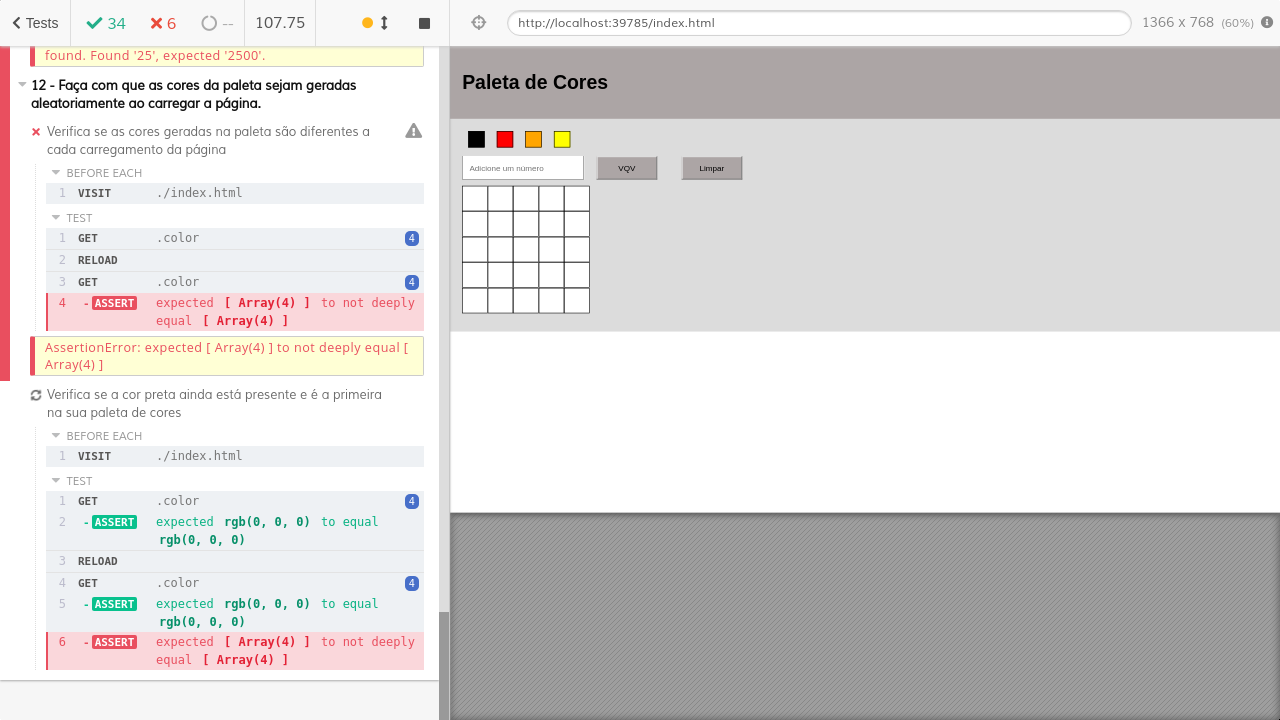 Tests
34
6
--
107.75
http://localhost:39785/index.html
1366 x 768 (60%)
found. Found '25', expected '2500'.
12 - Faça com que as cores da paleta sejam geradas
aleatoriamente ao carregar a página.
Verifica se as cores geradas na paleta são diferentes a
cada carregamento da página
BEFORE EACH
1 VISIT ./index.html
TEST
1 GET .color 4
2 RELOAD
3 GET .color 4
4 -ASSERT expected [ Array(4) ] to not deeply
equal [ Array(4) ]
AssertionError: expected [ Array(4) ] to not deeply equal [
Array(4) ]
Verifica se a cor preta ainda está presente e é a primeira
na sua paleta de cores
BEFORE EACH
1 VISIT ./index.html
TEST
1 GET .color 4
2 -ASSERT expected rgb(0, 0, 0) to equal
rgb(0, 0, 0)
3 RELOAD
4 GET .color 4
5 -ASSERT expected rgb(0, 0, 0) to equal
rgb(0, 0, 0)
6 -ASSERT expected [ Array(4) ] to not deeply
equal [ Array(4) ]
Paleta de Cores
Adicione um número
VQV
Limpar